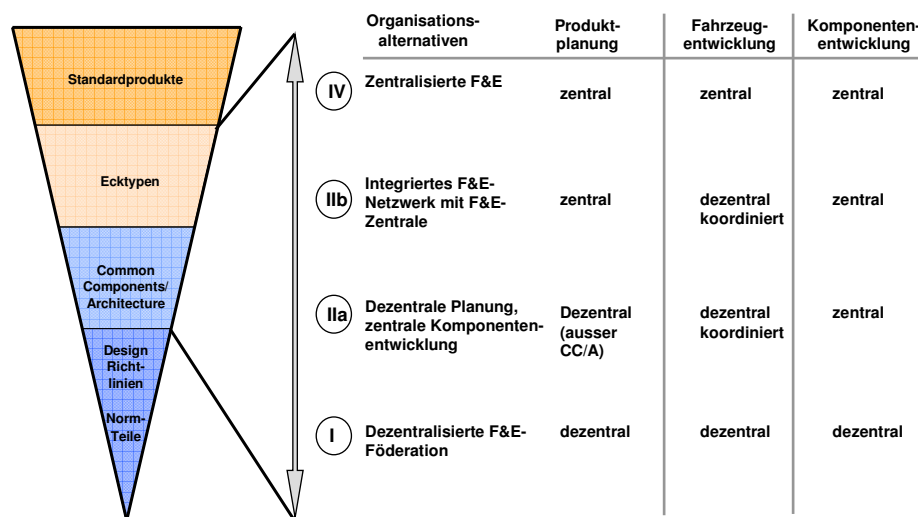 Standardprodukte
Ecktypen
Common
Components/
Architecture
Design
Richt-
linien
Norm-
Teile
Organisations-
alternativen
Produkt-
planung
Fahrzeug-
entwicklung
Komponenten-
entwicklung
IV
Zentralisierte F&E
zentral
zentral
zentral
IIb
Integriertes F&E-
Netzwerk mit F&E-
Zentrale
zentral
dezentral
koordiniert
zentral
IIa
Dezentrale Planung,
zentrale Komponenten-
entwicklung
Dezentral
(ausser
CC/A)
dezentral
koordiniert
zentral
I
Dezentralisierte F&E-
Föderation
dezentral
dezentral
dezentral